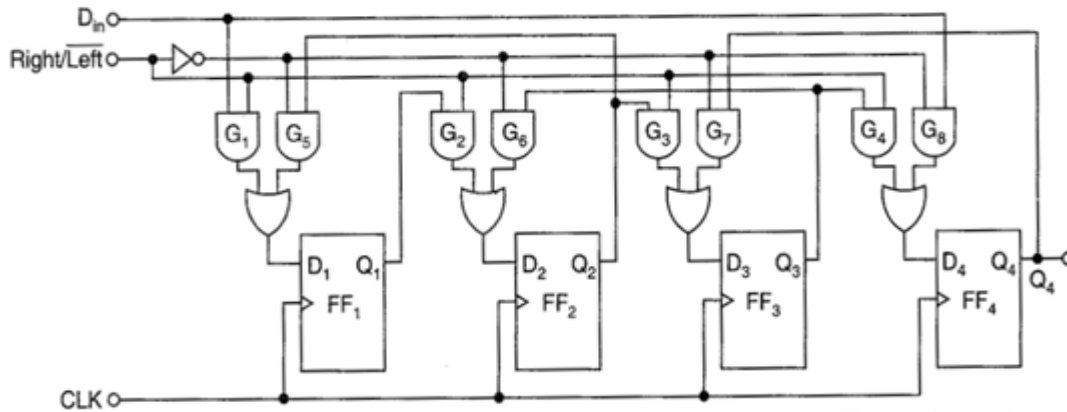 D_in
Right/L̅e̅f̅t̅
G₁ G₅ G₂ G₆ G₃ G₇ G₄ G₈
D₁ Q₁ D₂ Q₂ D₃ Q₃ D₄ Q₄
Q₄
FF₁ FF₂ FF₃ FF₄
CLK